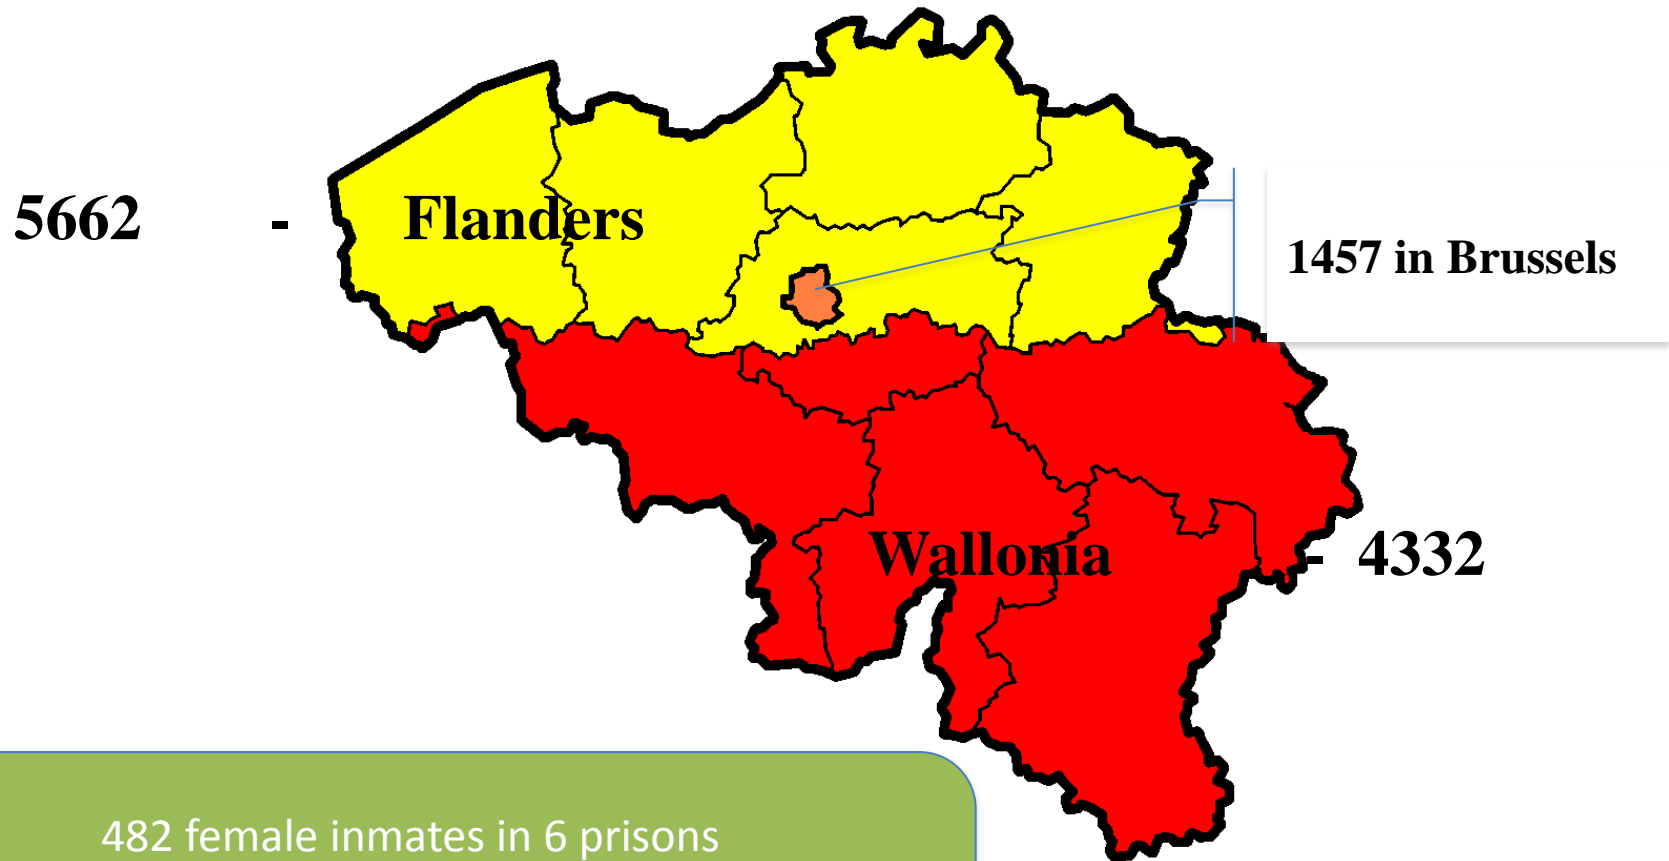 5662 - Flanders
1457 in Brussels
Wallonia - 4332
482 female inmates in 6 prisons